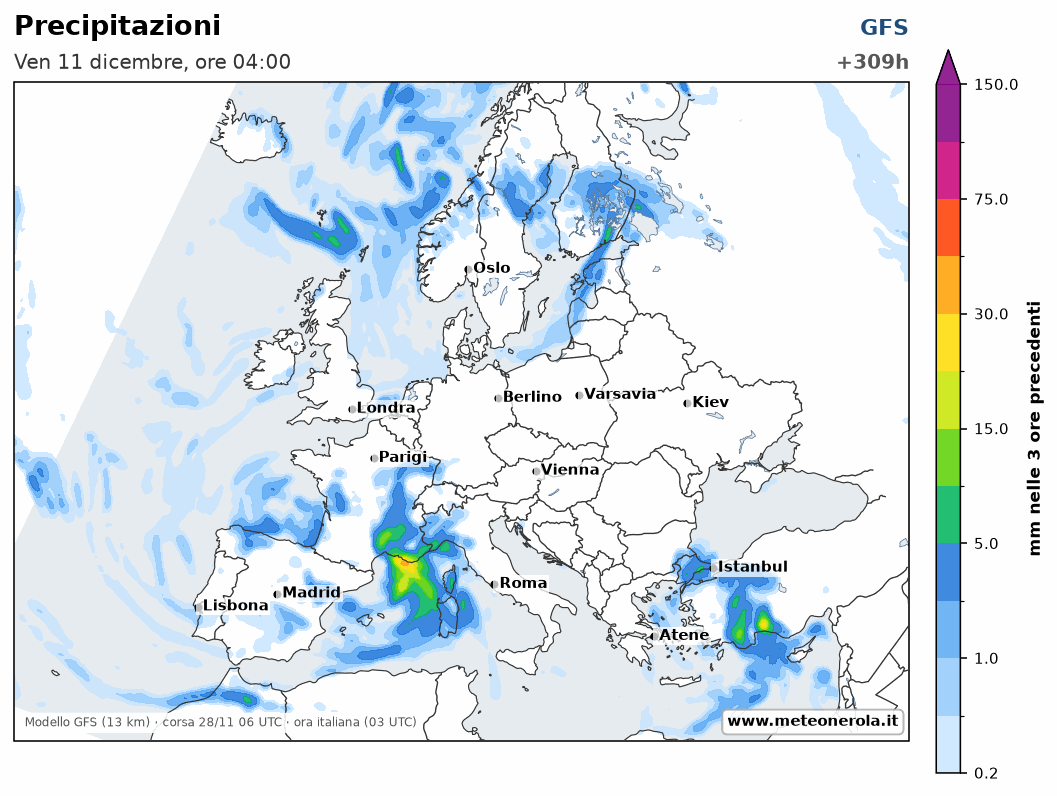 Precipitazioni
GFS
Ven 11 dicembre, ore 04:00
+309h
150.0
75.0
30.0
15.0
5.0
1.0
0.2
mm nelle 3 ore precedenti
Oslo
Berlino
Varsavia
Kiev
Londra
Parigi
Vienna
Istanbul
Roma
Madrid
Lisbona
Atene
Modello GFS (13 km) · corsa 28/11 06 UTC · ora italiana (03 UTC)
www.meteonerola.it